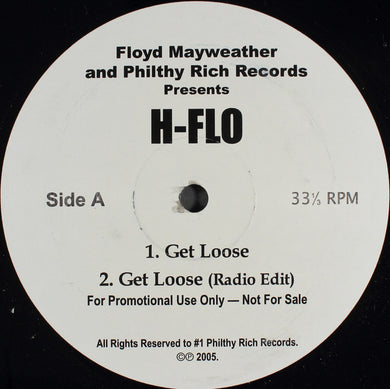 Floyd Mayweather
and Philthy Rich Records
Presents
H-FLO
Side A
33⅓ RPM
1. Get Loose
2. Get Loose (Radio Edit)
For Promotional Use Only — Not For Sale
All Rights Reserved to #1 Philthy Rich Records.
©℗ 2005.